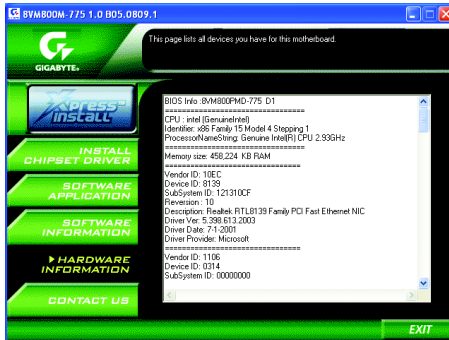 8VM800M-775 1.0 B05.0809.1
This page lists all devices you have for this motherboard.
GIGABYTE
Xpress™
INSTALL
INSTALL
CHIPSET DRIVER
SOFTWARE
APPLICATION
SOFTWARE
INFORMATION
HARDWARE
INFORMATION
CONTACT US
BIOS Info :8VM800PMD-775 D1
================================
CPU : intel (GenuineIntel)
Identifier: x86 Family 15 Model 4 Stepping 1
ProcessorNameString: Genuine Intel(R) CPU 2.93GHz
================================
Memory size: 458,224 KB RAM
================================
Vendor ID: 10EC
Device ID: 8139
SubSystem ID: 121310CF
Reversion : 10
Description: Realtek RTL8139 Family PCI Fast Ethernet NIC
Driver Ver: 5.398.613.2003
Driver Date: 7-1-2001
Driver Provider: Microsoft
================================
Vendor ID: 1106
Device ID: 0314
SubSystem ID: 00000000
EXIT